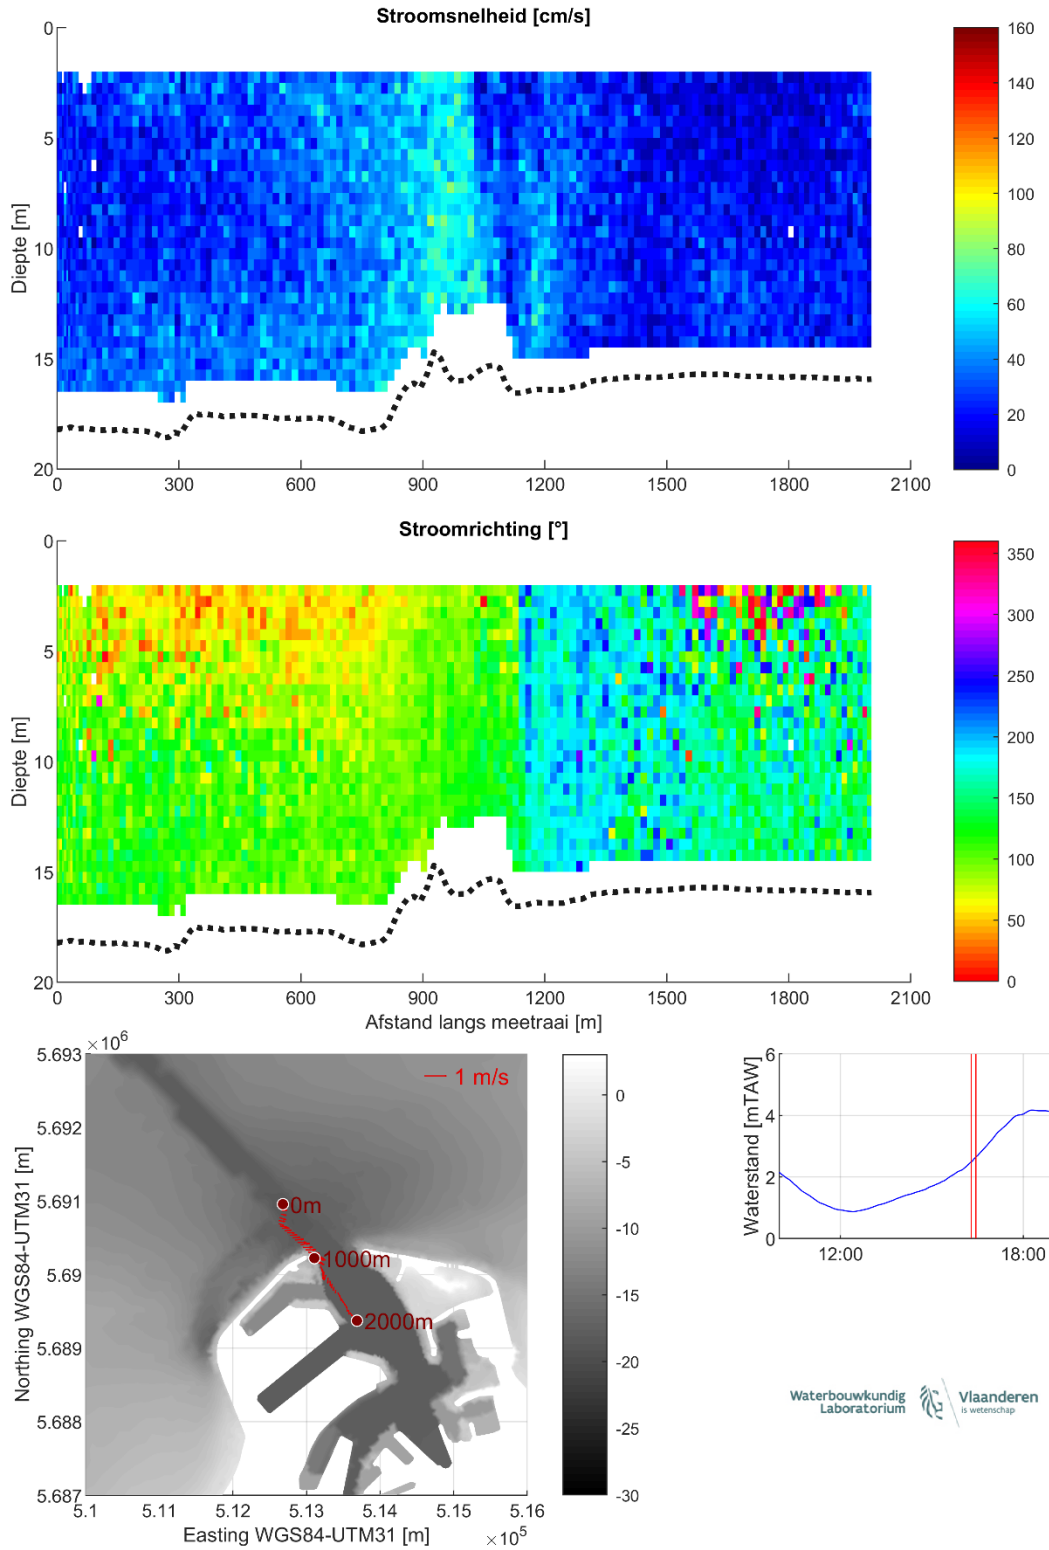 Stroomsnelheid [cm/s]
Diepte [m]
0
5
10
15
20
0 300 600 900 1200 1500 1800 2100
160
140
120
100
80
60
40
20
0
Stroomrichting [°]
Diepte [m]
0
5
10
15
20
0 300 600 900 1200 1500 1800 2100
Afstand langs meetraai [m]
350
300
250
200
150
100
50
0
×10⁶
Northing WGS84-UTM31 [m]
5.693
5.692
5.691
5.69
5.689
5.688
5.687
1 m/s
0m
1000m
2000m
5.1 5.11 5.12 5.13 5.14 5.15 5.16
Easting WGS84-UTM31 [m]
×10⁵
0
-5
-10
-15
-20
-25
-30
Waterstand [mTAW]
6
4
2
0
12:00 18:00
Waterbouwkundig
Laboratorium
Vlaanderen
is wetenschap